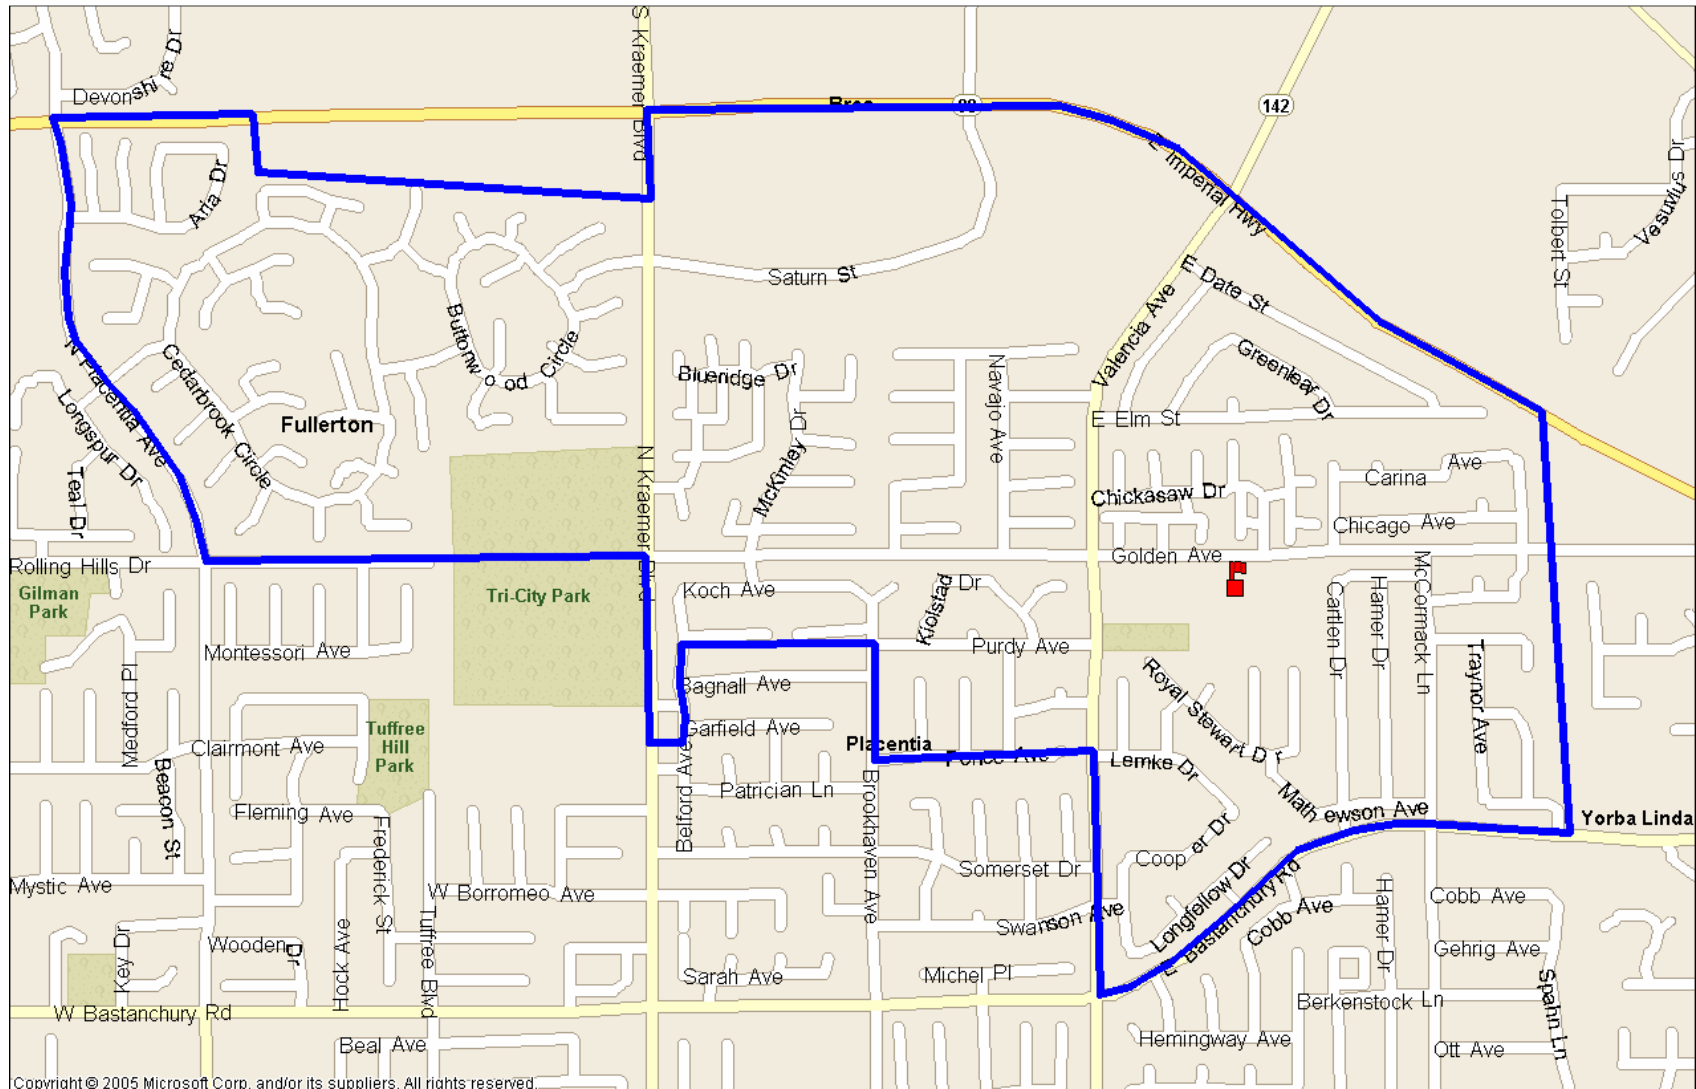 S Kraemer Blvd
Devonshire Dr
Brea
90
142
E Imperial Hwy
Aria Dr
Tolbert St
Vesuvius Dr
Saturn St
E Date St
Valencia Ave
Buttonwood Circle
N Placentia Ave
Cedarbrook Circle
Blueridge Dr
Navajo Ave
Greenleaf Dr
Longspur Dr
Fullerton
McKinley Dr
E Elm St
Teal Dr
N Kraemer Blvd
Chickasaw Dr
Carina Ave
Chicago Ave
Rolling Hills Dr
Golden Ave
Gilman
Park
Tri-City Park
Koch Ave
Kiolstad Dr
Cartlen Dr
Hamer Dr
McCormack Ln
Montessori Ave
Purdy Ave
Medford Pl
Bagnall Ave
Royal Stewart Dr
Traynor Ave
Tuffree
Hill
Park
Garfield Ave
Clairmont Ave
Placentia
Ponce Ave
Lemke Dr
Beacon St
Belford Ave
Patrician Ln
Brookhaven Ave
Mathewson Ave
Yorba Linda
Fleming Ave
Frederick St
Cooper Dr
Somerset Dr
Mystic Ave
W Borromeo Ave
Longfellow Dr
E Bastanchury Rd
Cobb Ave
Hamer Dr
Cobb Ave
Swanson Ave
Key Dr
Wooden Dr
Hock Ave
Tuffree Blvd
Sarah Ave
Michel Pl
Gehrig Ave
Spahn Ln
W Bastanchury Rd
Berkenstock Ln
Beal Ave
Hemingway Ave
Ott Ave
Copyright © 2005 Microsoft Corp. and/or its suppliers. All rights reserved.